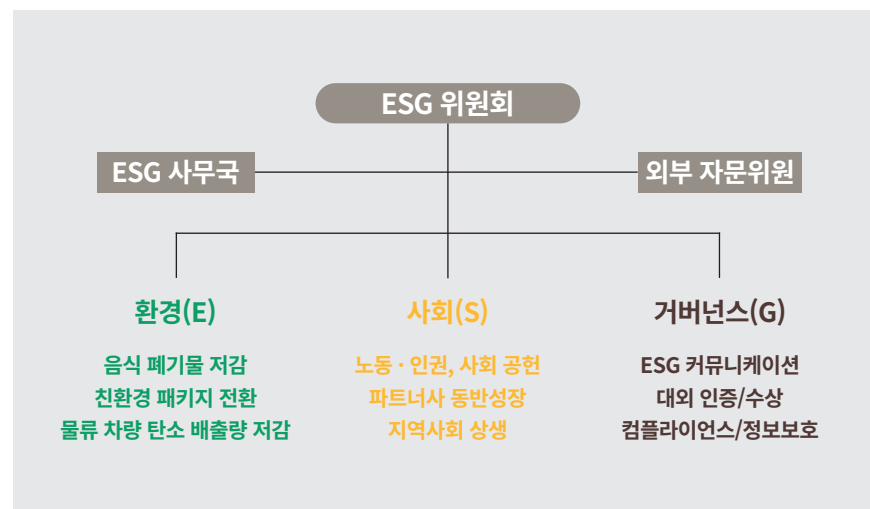 ESG 위원회
ESG 사무국
외부 자문위원
환경(E)
음식 폐기물 저감
친환경 패키지 전환
물류 차량 탄소 배출량 저감
사회(S)
노동 · 인권, 사회 공헌
파트너사 동반성장
지역사회 상생
거버넌스(G)
ESG 커뮤니케이션
대외 인증/수상
컴플라이언스/정보보호